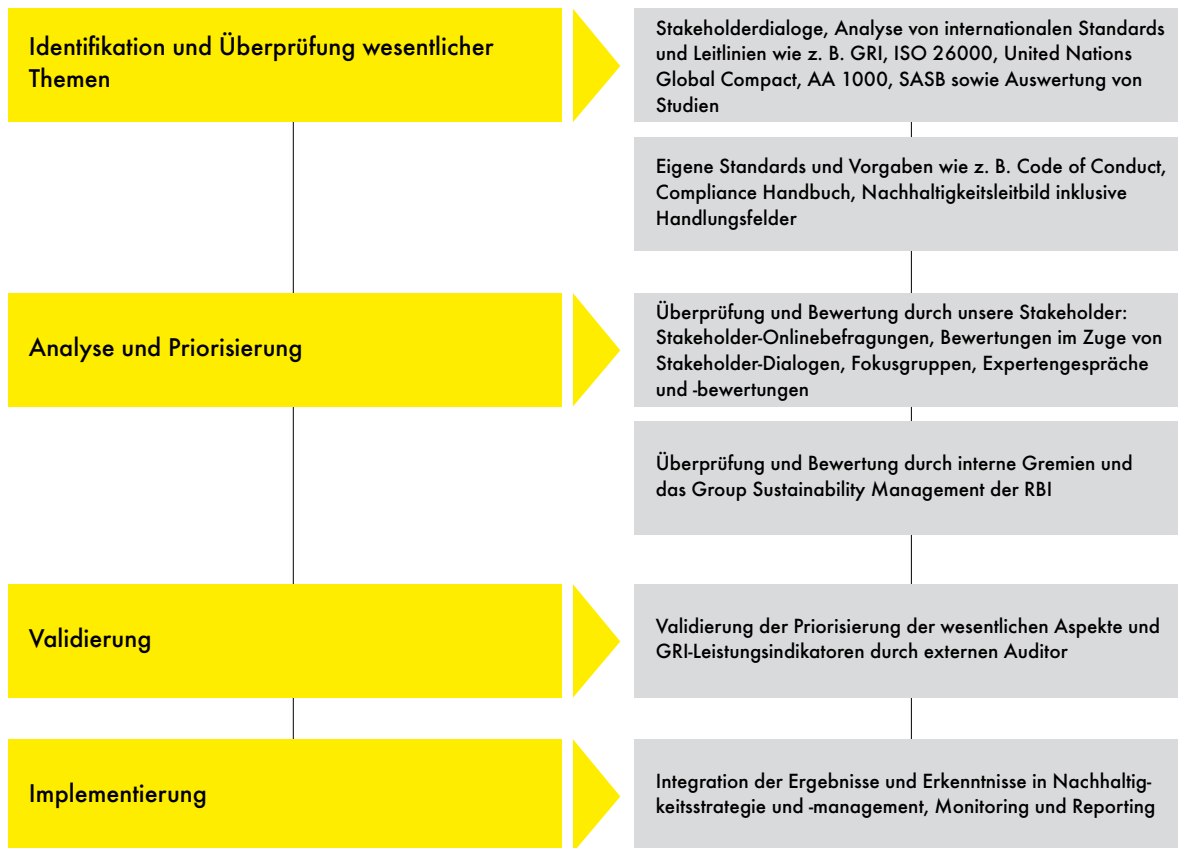 Identifikation und Überprüfung wesentlicher
Themen
Stakeholderdialoge, Analyse von internationalen Standards
und Leitlinien wie z. B. GRI, ISO 26000, United Nations
Global Compact, AA 1000, SASB sowie Auswertung von
Studien
Eigene Standards und Vorgaben wie z. B. Code of Conduct,
Compliance Handbuch, Nachhaltigkeitsleitbild inklusive
Handlungsfelder
Analyse und Priorisierung
Überprüfung und Bewertung durch unsere Stakeholder:
Stakeholder-Onlinebefragungen, Bewertungen im Zuge von
Stakeholder-Dialogen, Fokusgruppen, Expertengespräche
und -bewertungen
Überprüfung und Bewertung durch interne Gremien und
das Group Sustainability Management der RBI
Validierung
Validierung der Priorisierung der wesentlichen Aspekte und
GRI-Leistungsindikatoren durch externen Auditor
Implementierung
Integration der Ergebnisse und Erkenntnisse in Nachhaltig-
keitsstrategie und -management, Monitoring und Reporting